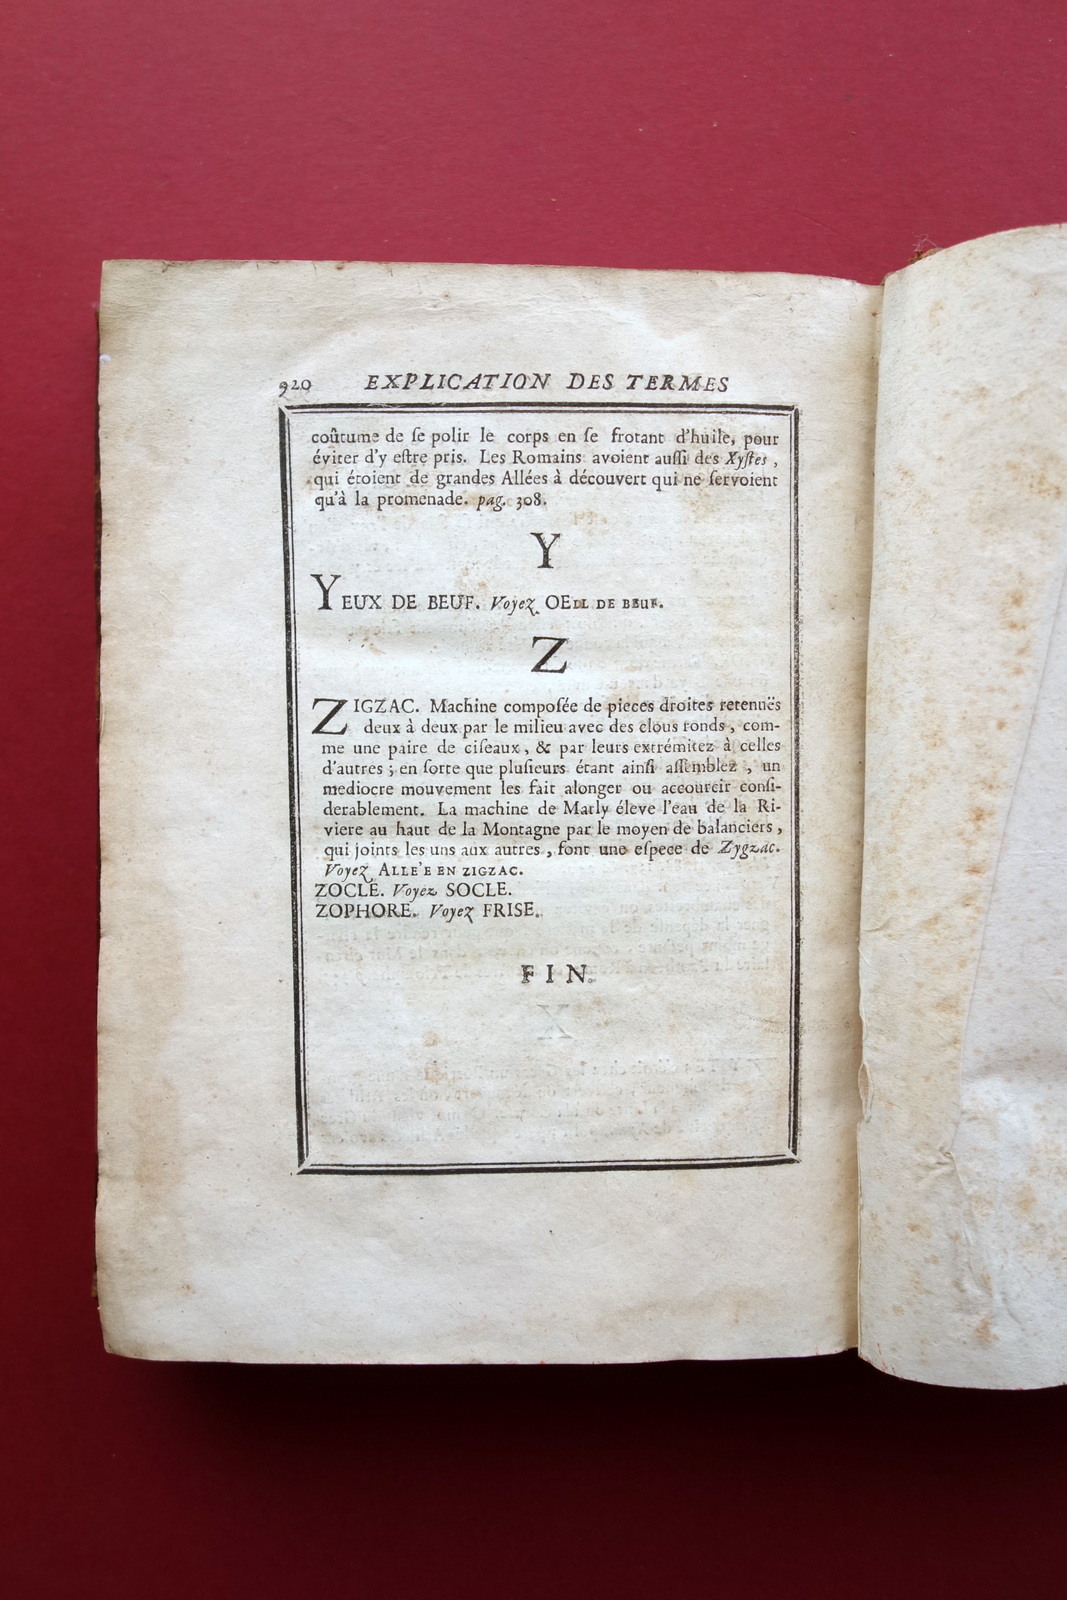 920 EXPLICATION DES TERMES
coûtume de ſe polir le corps en ſe frotant d'huile, pour
éviter d'y eſtre pris. Les Romains avoient auſſi des Xyſtes,
qui étoient de grandes Allées à découvert qui ne ſervoient
qu'à la promenade. pag. 308.
Y
YEUX DE BEUF. Voyez OEIL DE BEUF.
Z
ZIGZAC. Machine compoſée de pieces droites retenuës
deux à deux par le milieu avec des clous ronds, com-
me une paire de ciſeaux, & par leurs extrémitez à celles
d'autres; en ſorte que pluſieurs étant ainſi aſſemblez, un
mediocre mouvement les fait alonger ou accourcir conſi-
derablement. La machine de Marly éleve l'eau de la Ri-
viere au haut de la Montagne par le moyen de balanciers,
qui joints les uns aux autres, font une eſpece de Zygzac.
Voyez ALLE'E EN ZIGZAC.
ZOCLE. Voyez SOCLE.
ZOPHORE. Voyez FRISE.
FIN.